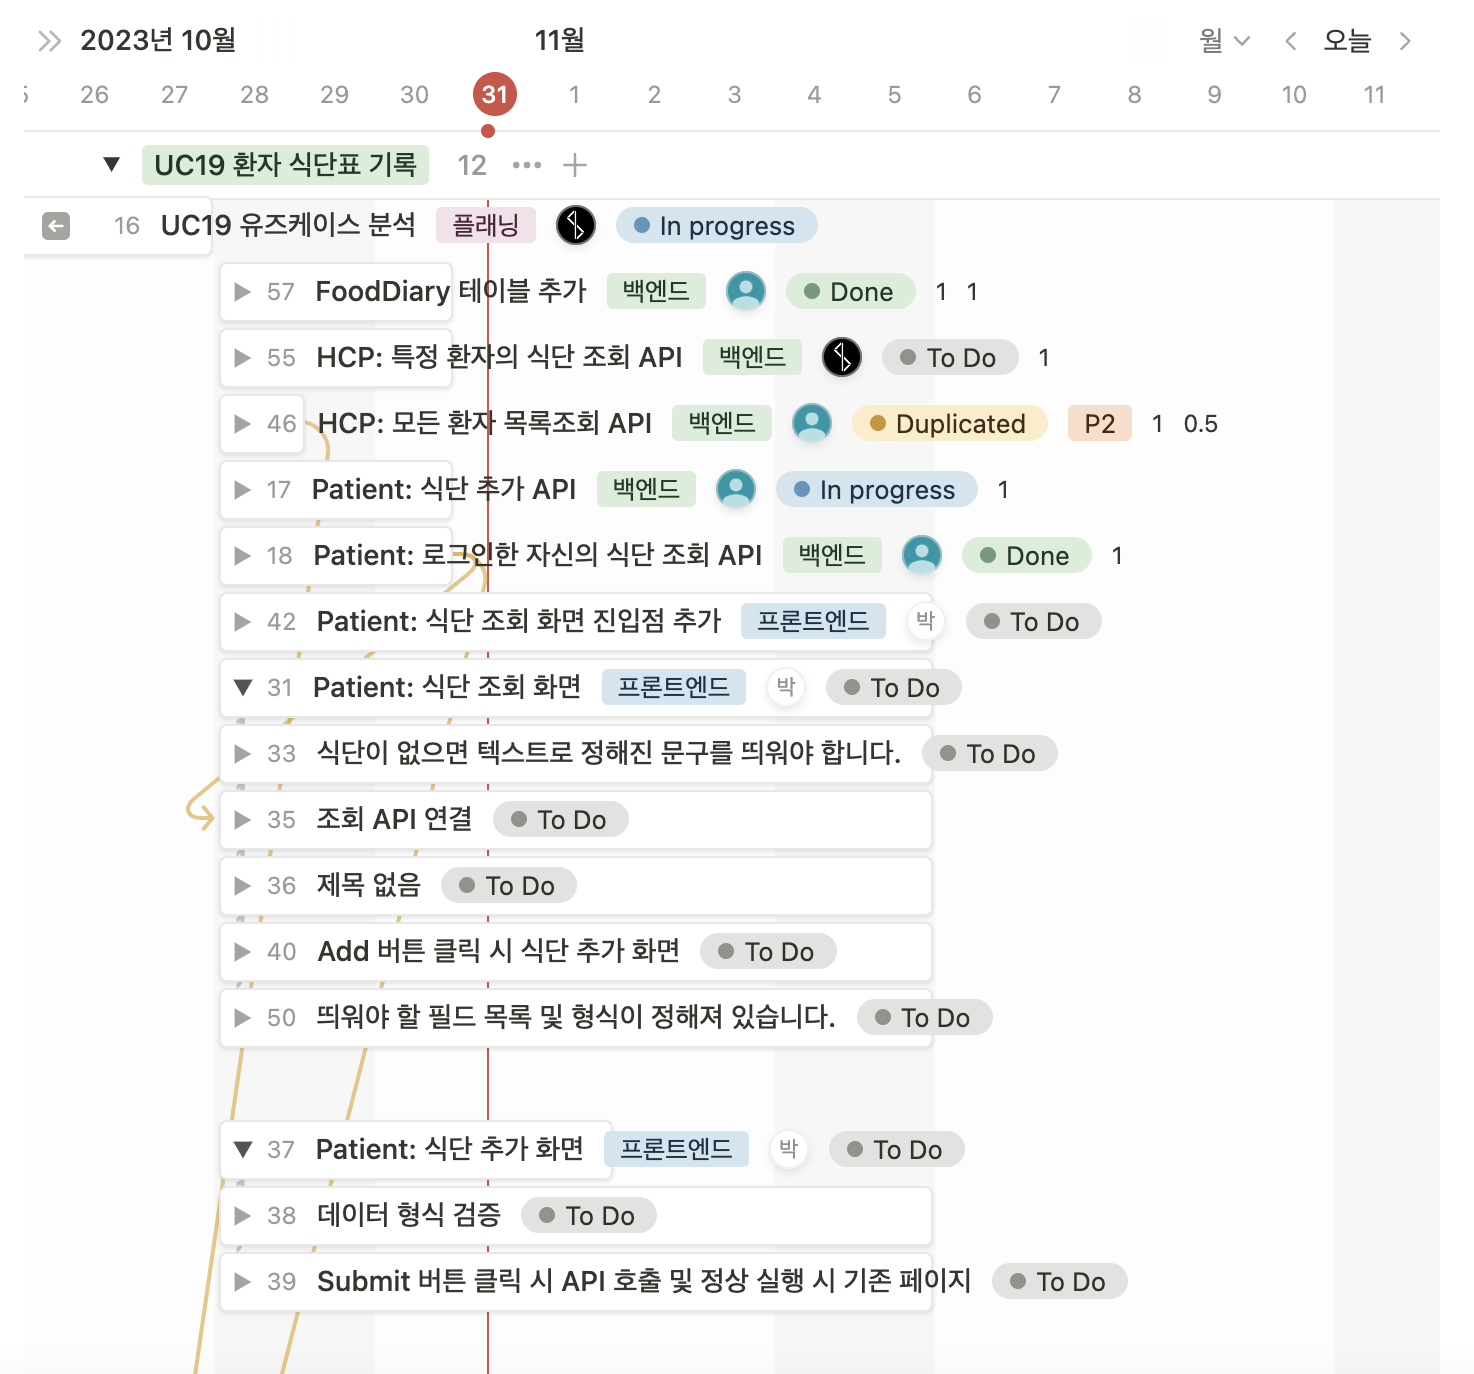 2023년 10월 11월 월 오늘
26 27 28 29 30 31 1 2 3 4 5 6 7 8 9 10 11
UC19 환자 식단표 기록 12
16 UC19 유즈케이스 분석 플래닝 In progress
57 FoodDiary 테이블 추가 백엔드 Done 1 1
55 HCP: 특정 환자의 식단 조회 API 백엔드 To Do 1
46 HCP: 모든 환자 목록조회 API 백엔드 Duplicated P2 1 0.5
17 Patient: 식단 추가 API 백엔드 In progress 1
18 Patient: 로그인한 자신의 식단 조회 API 백엔드 Done 1
42 Patient: 식단 조회 화면 진입점 추가 프론트엔드 박 To Do
31 Patient: 식단 조회 화면 프론트엔드 박 To Do
33 식단이 없으면 텍스트로 정해진 문구를 띄워야 합니다. To Do
35 조회 API 연결 To Do
36 제목 없음 To Do
40 Add 버튼 클릭 시 식단 추가 화면 To Do
50 띄워야 할 필드 목록 및 형식이 정해져 있습니다. To Do
37 Patient: 식단 추가 화면 프론트엔드 박 To Do
38 데이터 형식 검증 To Do
39 Submit 버튼 클릭 시 API 호출 및 정상 실행 시 기존 페이지 To Do